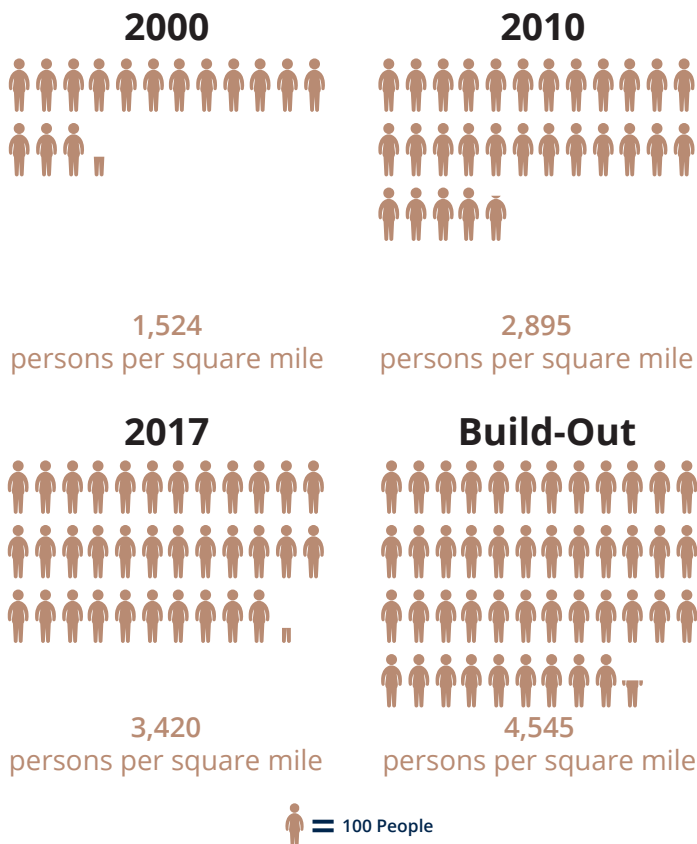 2000
1,524
persons per square mile
2010
2,895
persons per square mile
2017
3,420
persons per square mile
Build-Out
4,545
persons per square mile
= 100 People